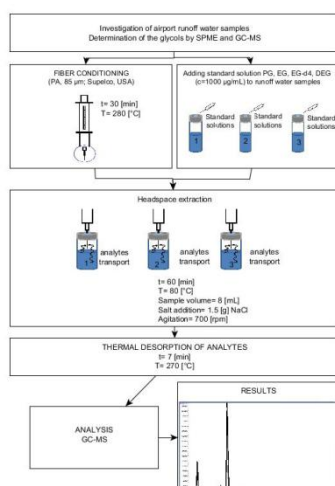 Investigation of airport runoff water samples
Determination of the glycols by SPME and GC-MS
FIBER CONDITIONING
(PA, 85 μm; Supelco, USA)
t= 30 [min]
T= 280 [°C]
Adding standard solution PG, EG, EG-d4, DEG
(c=1000 μg/mL) to runoff water samples
Standard
solutions
1
Standard
solutions
2
Standard
solutions
3
Headspace extraction
analytes
transport
1
analytes
transport
2
analytes
transport
3
t= 60 [min]
T= 80 [°C]
Sample volume= 8 [mL]
Salt addition= 1.5 [g] NaCl
Agitation= 700 [rpm]
THERMAL DESORPTION OF ANALYTES
t= 7 [min]
T= 270 [°C]
ANALYSIS
GC-MS
RESULTS